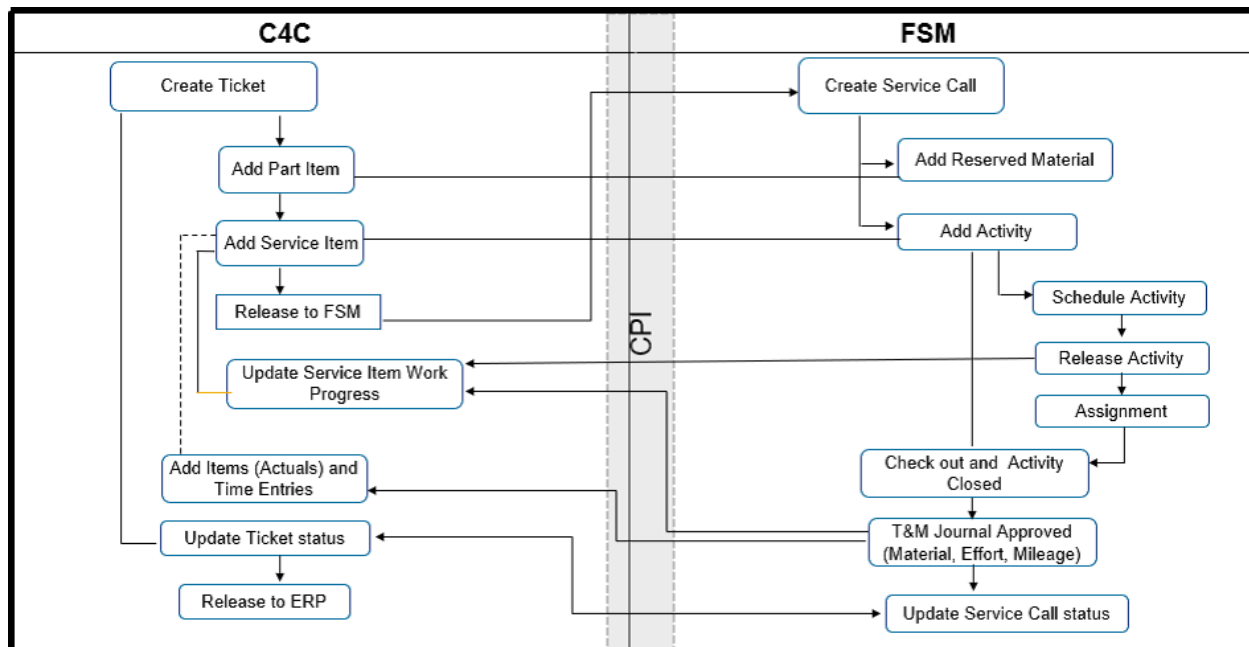 C4C
FSM
CPI
Create Ticket
Add Part Item
Add Service Item
Release to FSM
Update Service Item Work
Progress
Add Items (Actuals) and
Time Entries
Update Ticket status
Release to ERP
Create Service Call
Add Reserved Material
Add Activity
Schedule Activity
Release Activity
Assignment
Check out and Activity
Closed
T&M Journal Approved
(Material, Effort, Mileage)
Update Service Call status